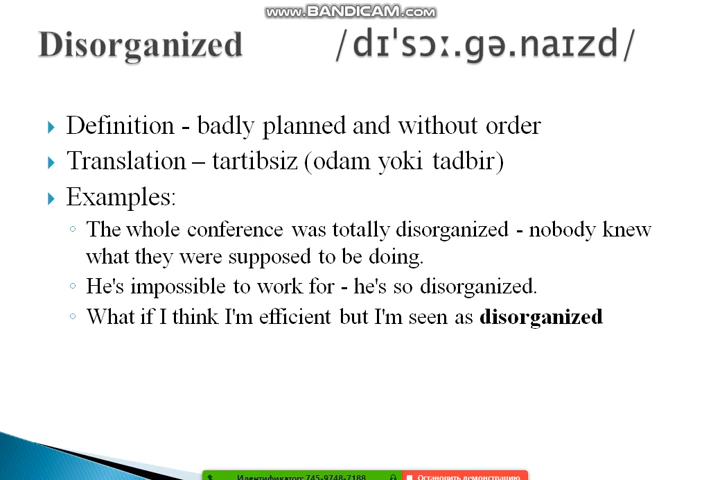 www.BANDICAM.com
Disorganized /dɪˈsɔː.gə.naɪzd/
Definition - badly planned and without order
Translation – tartibsiz (odam yoki tadbir)
Examples:
The whole conference was totally disorganized - nobody knew
what they were supposed to be doing.
He's impossible to work for - he's so disorganized.
What if I think I'm efficient but I'm seen as disorganized
Идентификатор: 745-9748-7188 Остановить демонстрацию